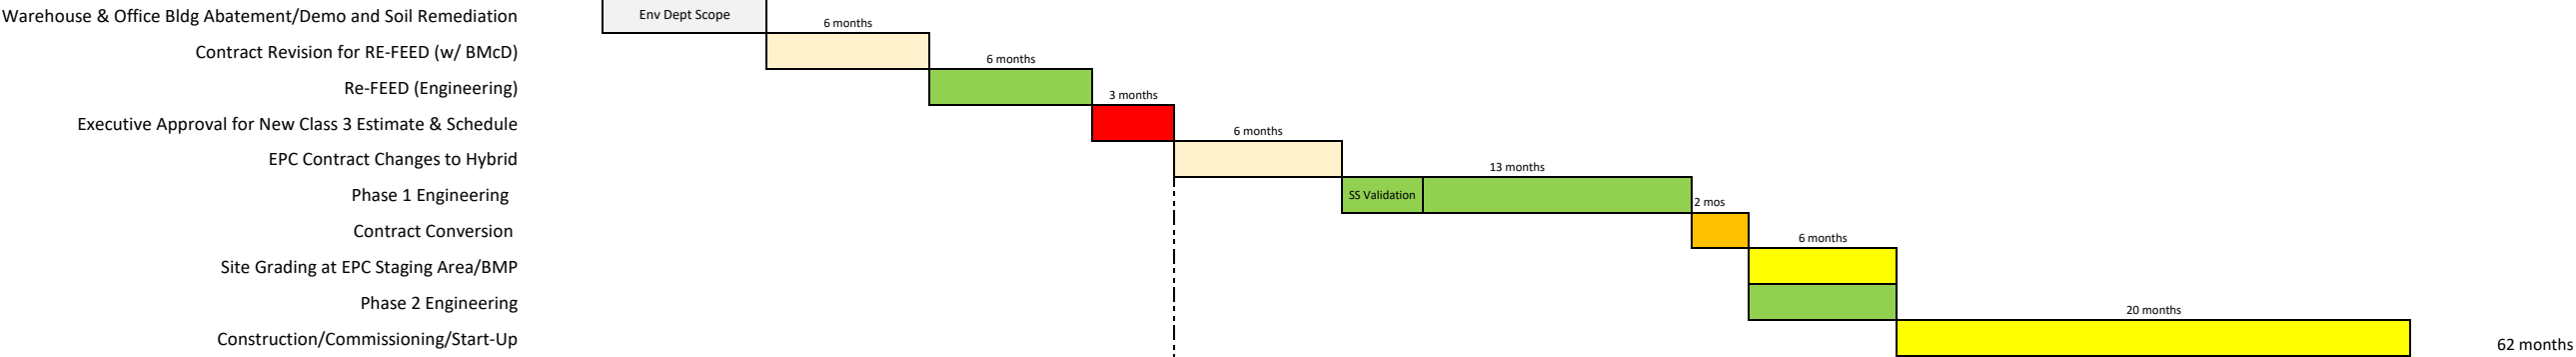 Warehouse & Office Bldg Abatement/Demo and Soil Remediation
Env Dept Scope
6 months
Contract Revision for RE-FEED (w/ BMcD)
6 months
Re-FEED (Engineering)
3 months
Executive Approval for New Class 3 Estimate & Schedule
6 months
EPC Contract Changes to Hybrid
13 months
Phase 1 Engineering
SS Validation
2 mos
Contract Conversion
6 months
Site Grading at EPC Staging Area/BMP
Phase 2 Engineering
20 months
Construction/Commissioning/Start-Up
62 months